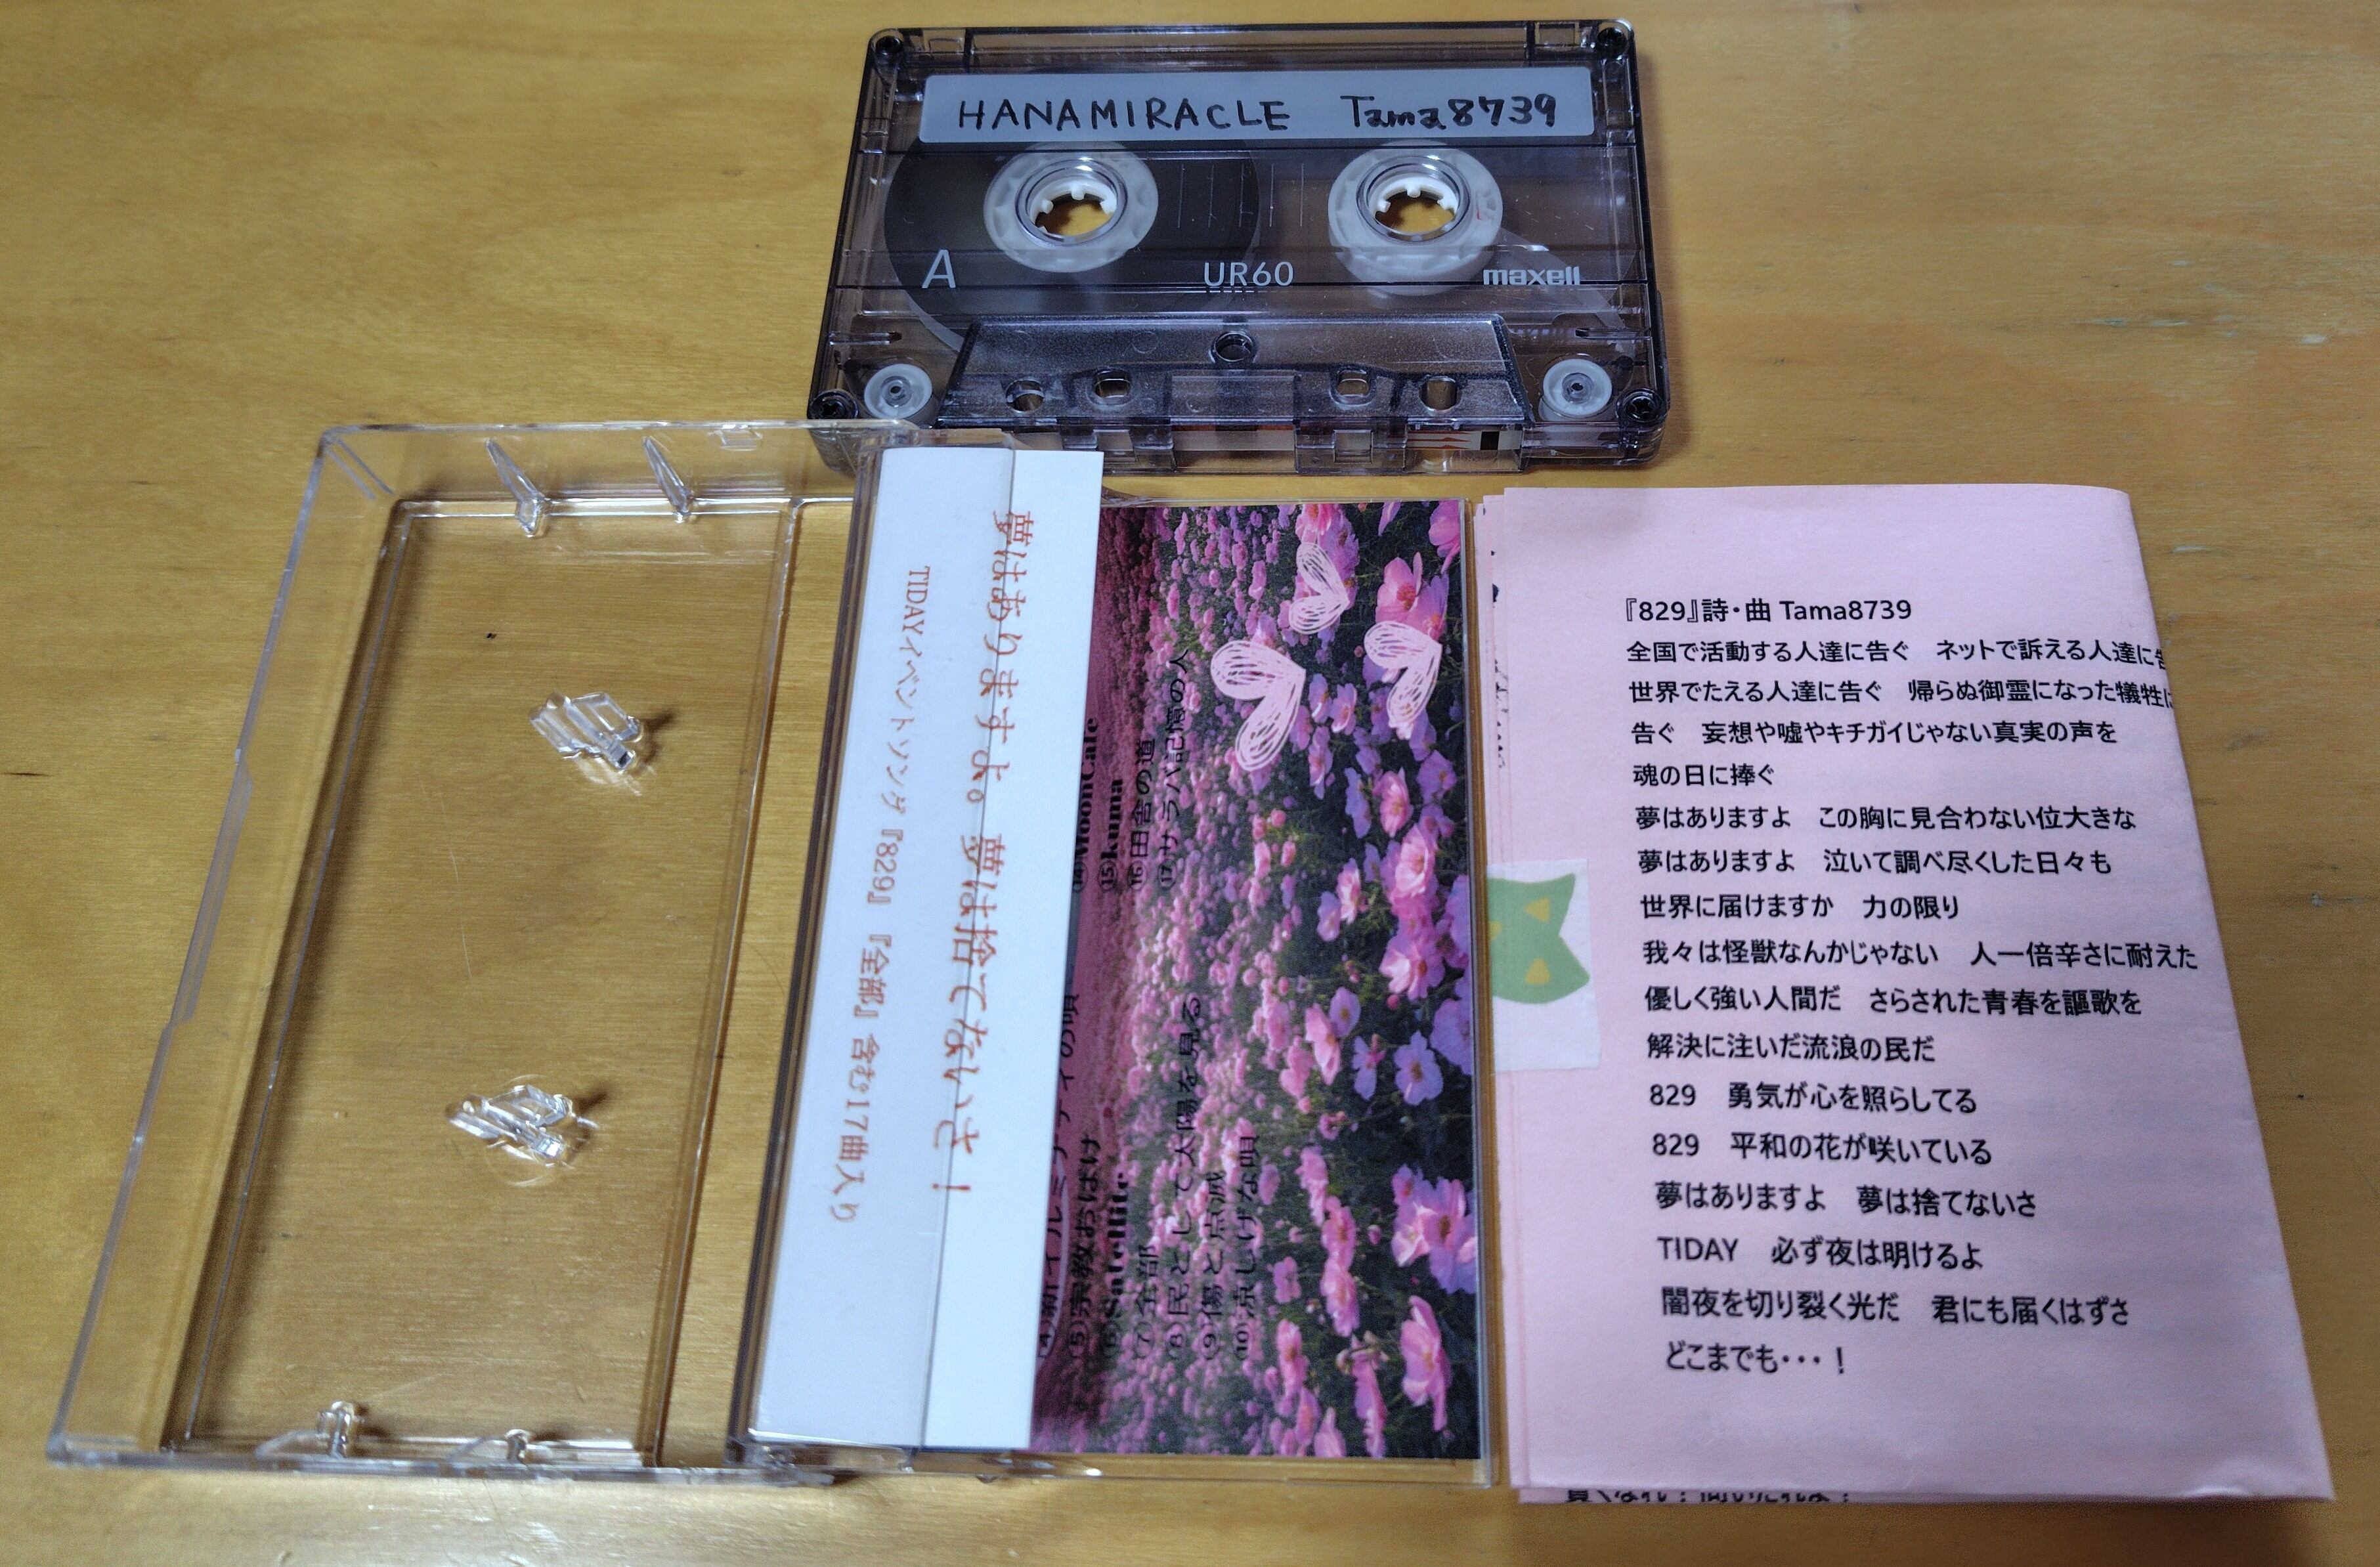 HANAMIRACLE Tama8739
A
UR60
maxell
夢はありますよ。夢は捨てないさ!
TIDAYイベントソング『829』『全部』含む17曲入り
⑤宗教おばけ
⑥Satellite
⑦全部
⑧民として太陽を見る
⑨傷と点滅
⑩涼しげな唄
⑭MoonCafe
⑮kuma
⑯田舎の道
⑰サラバ記憶の人
『829』詩・曲 Tama8739
全国で活動する人達に告ぐ ネットで訴える人達に告
世界でたえる人達に告ぐ 帰らぬ御霊になった犠牲に
告ぐ 妄想や嘘やキチガイじゃない真実の声を
魂の日に捧ぐ
夢はありますよ この胸に見合わない位大きな
夢はありますよ 泣いて調べ尽くした日々も
世界に届けますか 力の限り
我々は怪獣なんかじゃない 人一倍辛さに耐えた
優しく強い人間だ さらされた青春を謳歌を
解決に注いだ流浪の民だ
829 勇気が心を照らしてる
829 平和の花が咲いている
夢はありますよ 夢は捨てないさ
TIDAY 必ず夜は明けるよ
闇夜を切り裂く光だ 君にも届くはずさ
どこまでも・・・!